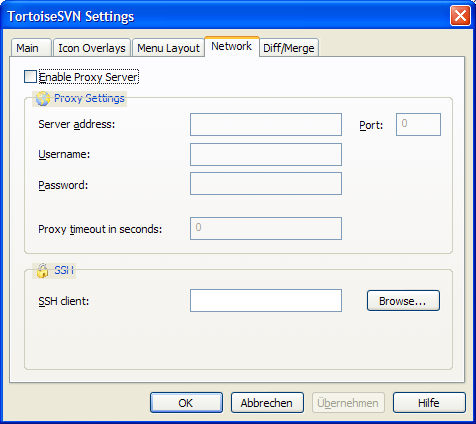 TortoiseSVN Settings
Main Icon Overlays Menu Layout Network Diff/Merge
Enable Proxy Server
Proxy Settings
Server address: Port: 0
Username:
Password:
Proxy timeout in seconds: 0
SSH
SSH client: Browse...
OK Abbrechen Übernehmen Hilfe